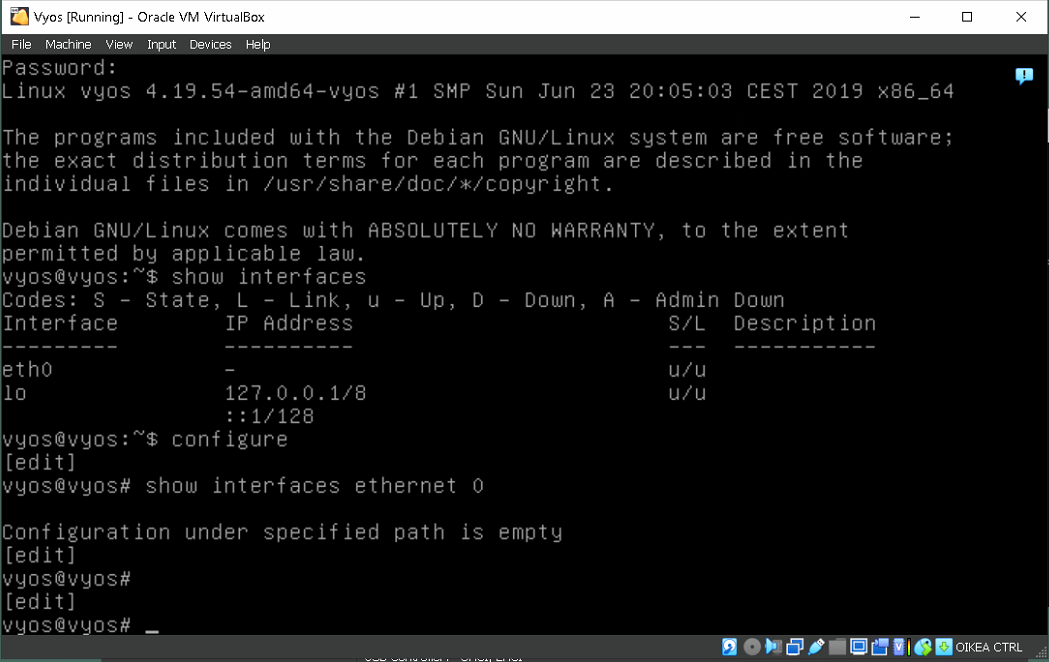 Vyos [Running] - Oracle VM VirtualBox
File Machine View Input Devices Help
Password:
Linux vyos 4.19.54-amd64-vyos #1 SMP Sun Jun 23 20:05:03 CEST 2019 x86_64
The programs included with the Debian GNU/Linux system are free software;
the exact distribution terms for each program are described in the
individual files in /usr/share/doc/*/copyright.
Debian GNU/Linux comes with ABSOLUTELY NO WARRANTY, to the extent
permitted by applicable law.
vyos@vyos:~$ show interfaces
Codes: S - State, L - Link, u - Up, D - Down, A - Admin Down
Interface IP Address S/L Description
--------- ---------- --- -----------
eth0 - u/u
lo 127.0.0.1/8 u/u
::1/128
vyos@vyos:~$ configure
[edit]
vyos@vyos# show interfaces ethernet 0
Configuration under specified path is empty
[edit]
vyos@vyos#
[edit]
vyos@vyos# _
OIKEA CTRL